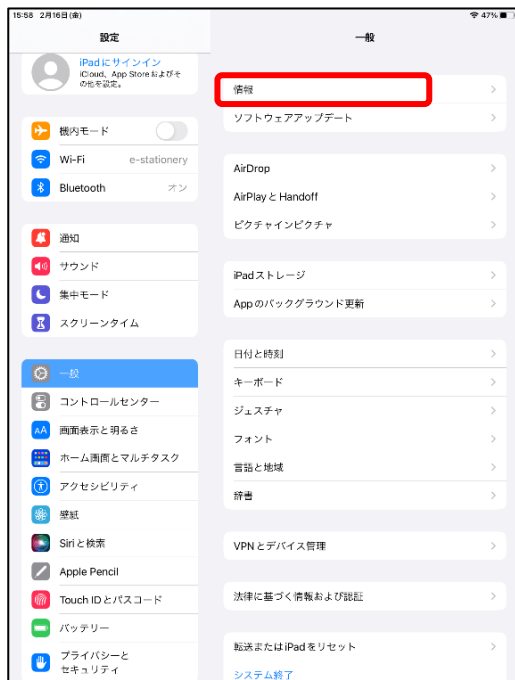 15:58 2月16日(金)
47%
設定
一般
iPadにサインイン
iCloud、App Storeおよびそ
の他を設定。
機内モード
Wi-Fi e-stationery
Bluetooth オン
通知
サウンド
集中モード
スクリーンタイム
一般
コントロールセンター
AA 画面表示と明るさ
ホーム画面とマルチタスク
アクセシビリティ
壁紙
Siriと検索
Apple Pencil
Touch IDとパスコード
バッテリー
プライバシーと
セキュリティ
情報
ソフトウェアアップデート
AirDrop
AirPlayとHandoff
ピクチャインピクチャ
iPadストレージ
Appのバックグラウンド更新
日付と時刻
キーボード
ジェスチャ
フォント
言語と地域
辞書
VPNとデバイス管理
法律に基づく情報および認証
転送またはiPadをリセット
システム終了